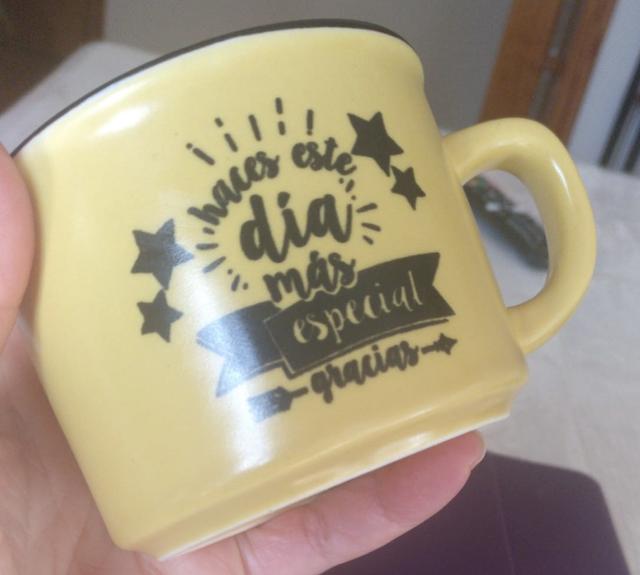 haces este
día
más
especial
gracias